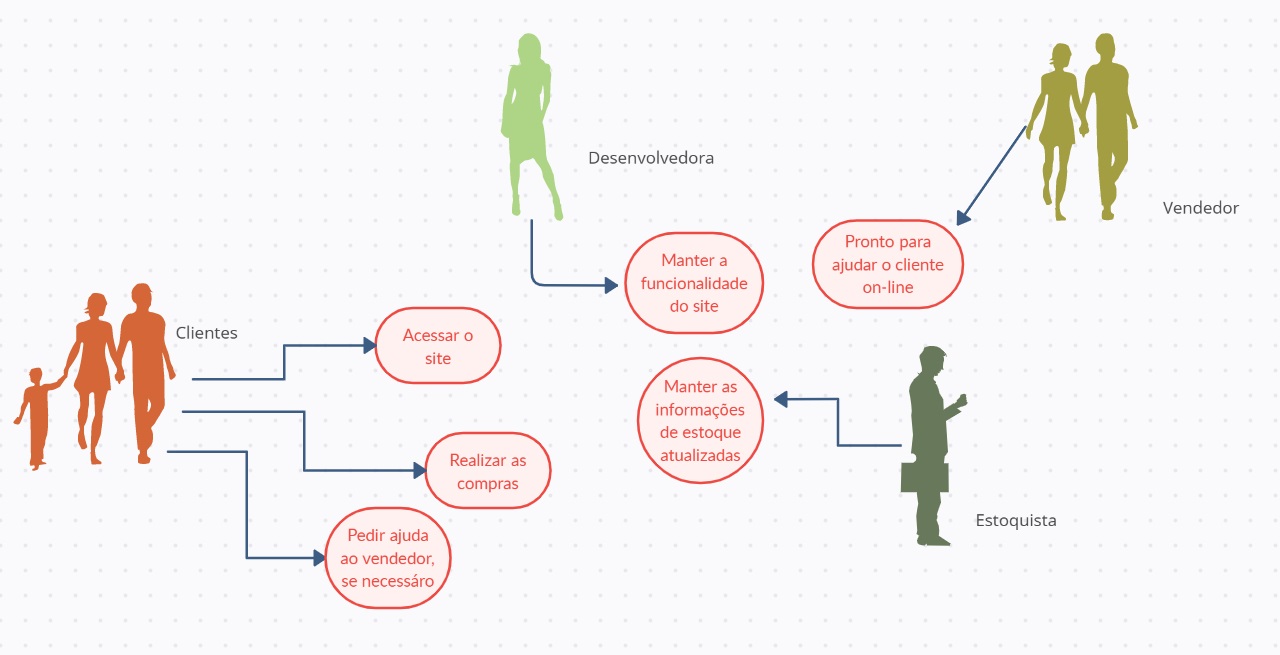 Desenvolvedora
Vendedor
Manter a
funcionalidade
do site
Pronto para
ajudar o cliente
on-line
Clientes
Acessar o
site
Manter as
informações
de estoque
atualizadas
Realizar as
compras
Pedir ajuda
ao vendedor,
se necessáro
Estoquista